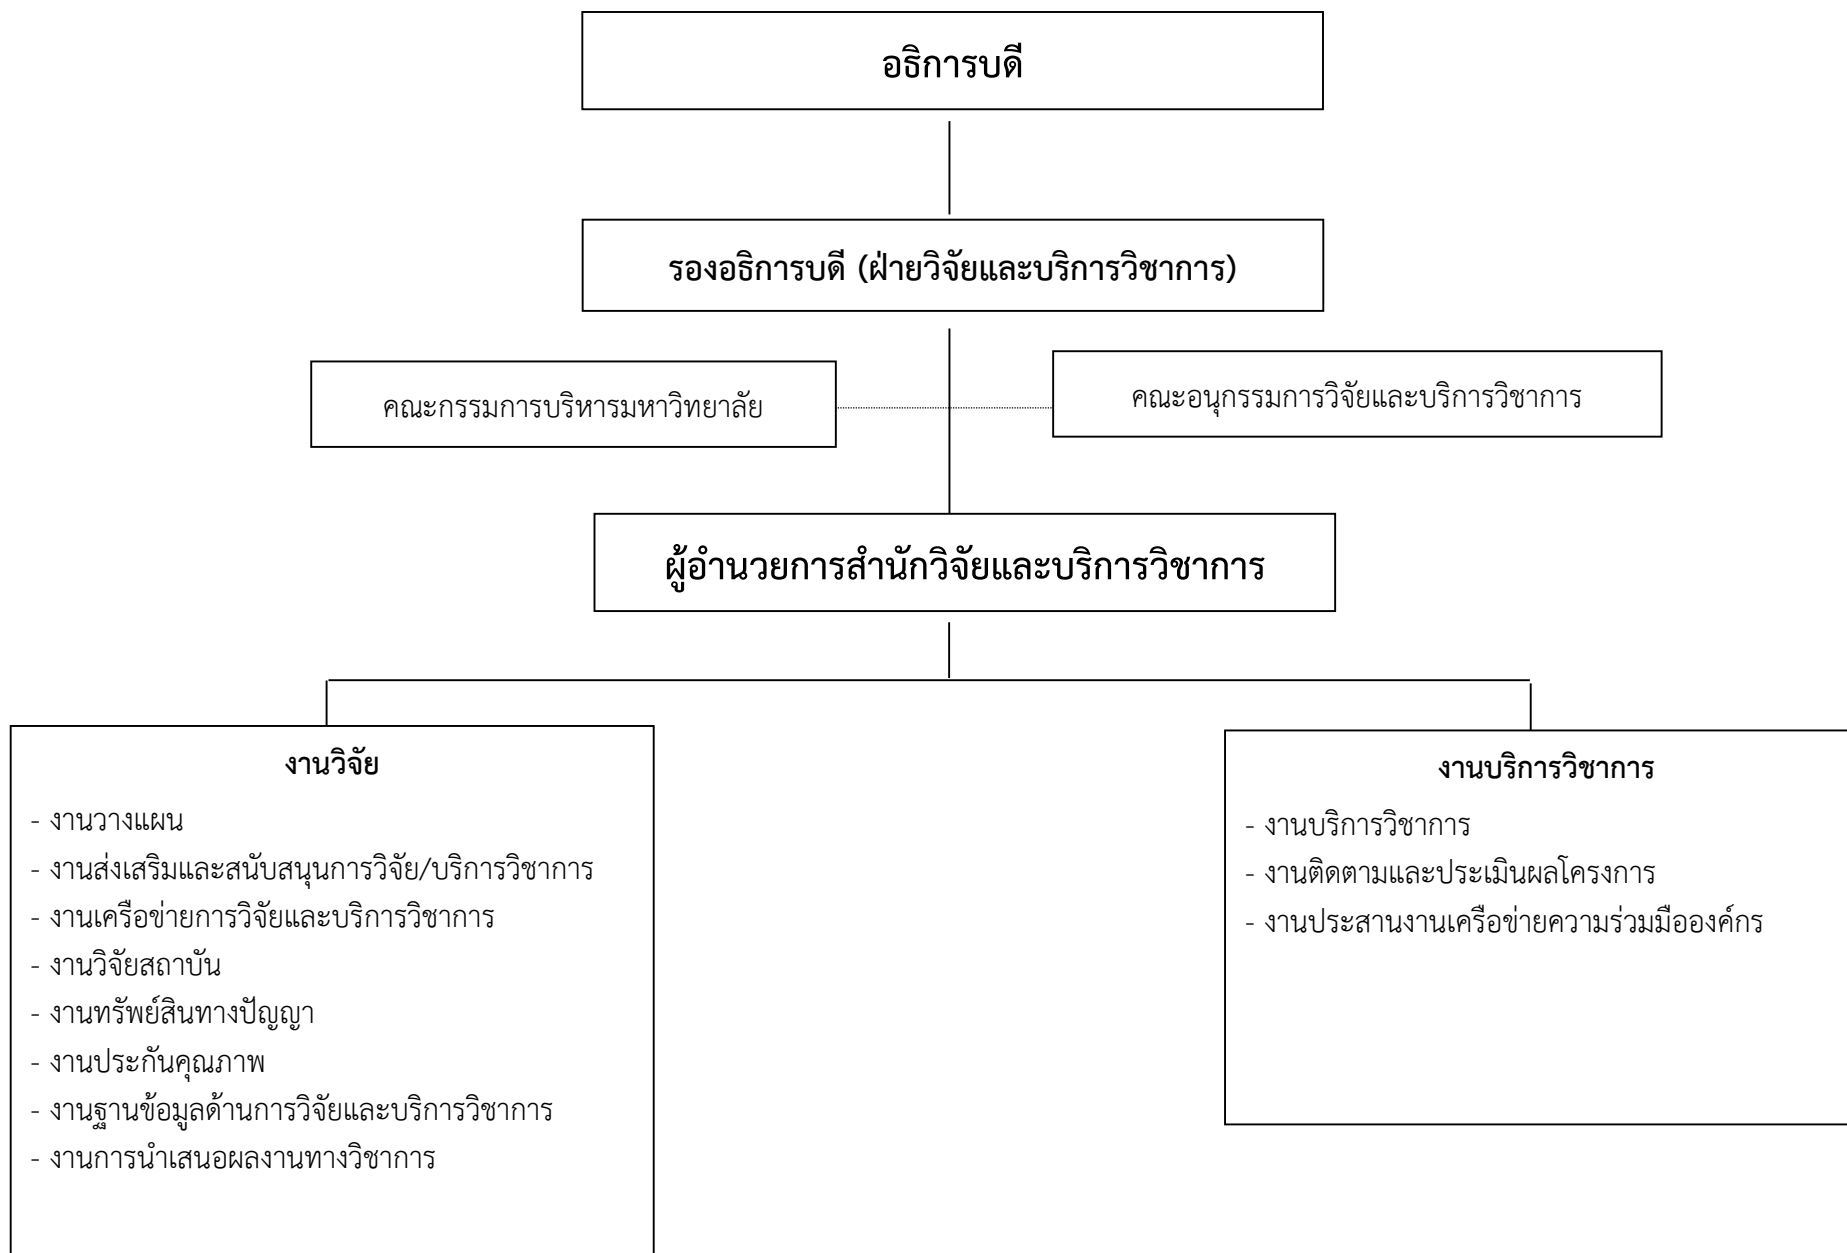 อธิการบดี
รองอธิการบดี (ฝ่ายวิจัยและบริการวิชาการ)
คณะกรรมการบริหารมหาวิทยาลัย
คณะอนุกรรมการวิจัยและบริการวิชาการ
ผู้อำนวยการสำนักวิจัยและบริการวิชาการ
งานวิจัย
- งานวางแผน
- งานส่งเสริมและสนับสนุนการวิจัย/บริการวิชาการ
- งานเครือข่ายการวิจัยและบริการวิชาการ
- งานวิจัยสถาบัน
- งานทรัพย์สินทางปัญญา
- งานประกันคุณภาพ
- งานฐานข้อมูลด้านการวิจัยและบริการวิชาการ
- งานการนำเสนอผลงานทางวิชาการ
งานบริการวิชาการ
- งานบริการวิชาการ
- งานติดตามและประเมินผลโครงการ
- งานประสานงานเครือข่ายความร่วมมือองค์กร